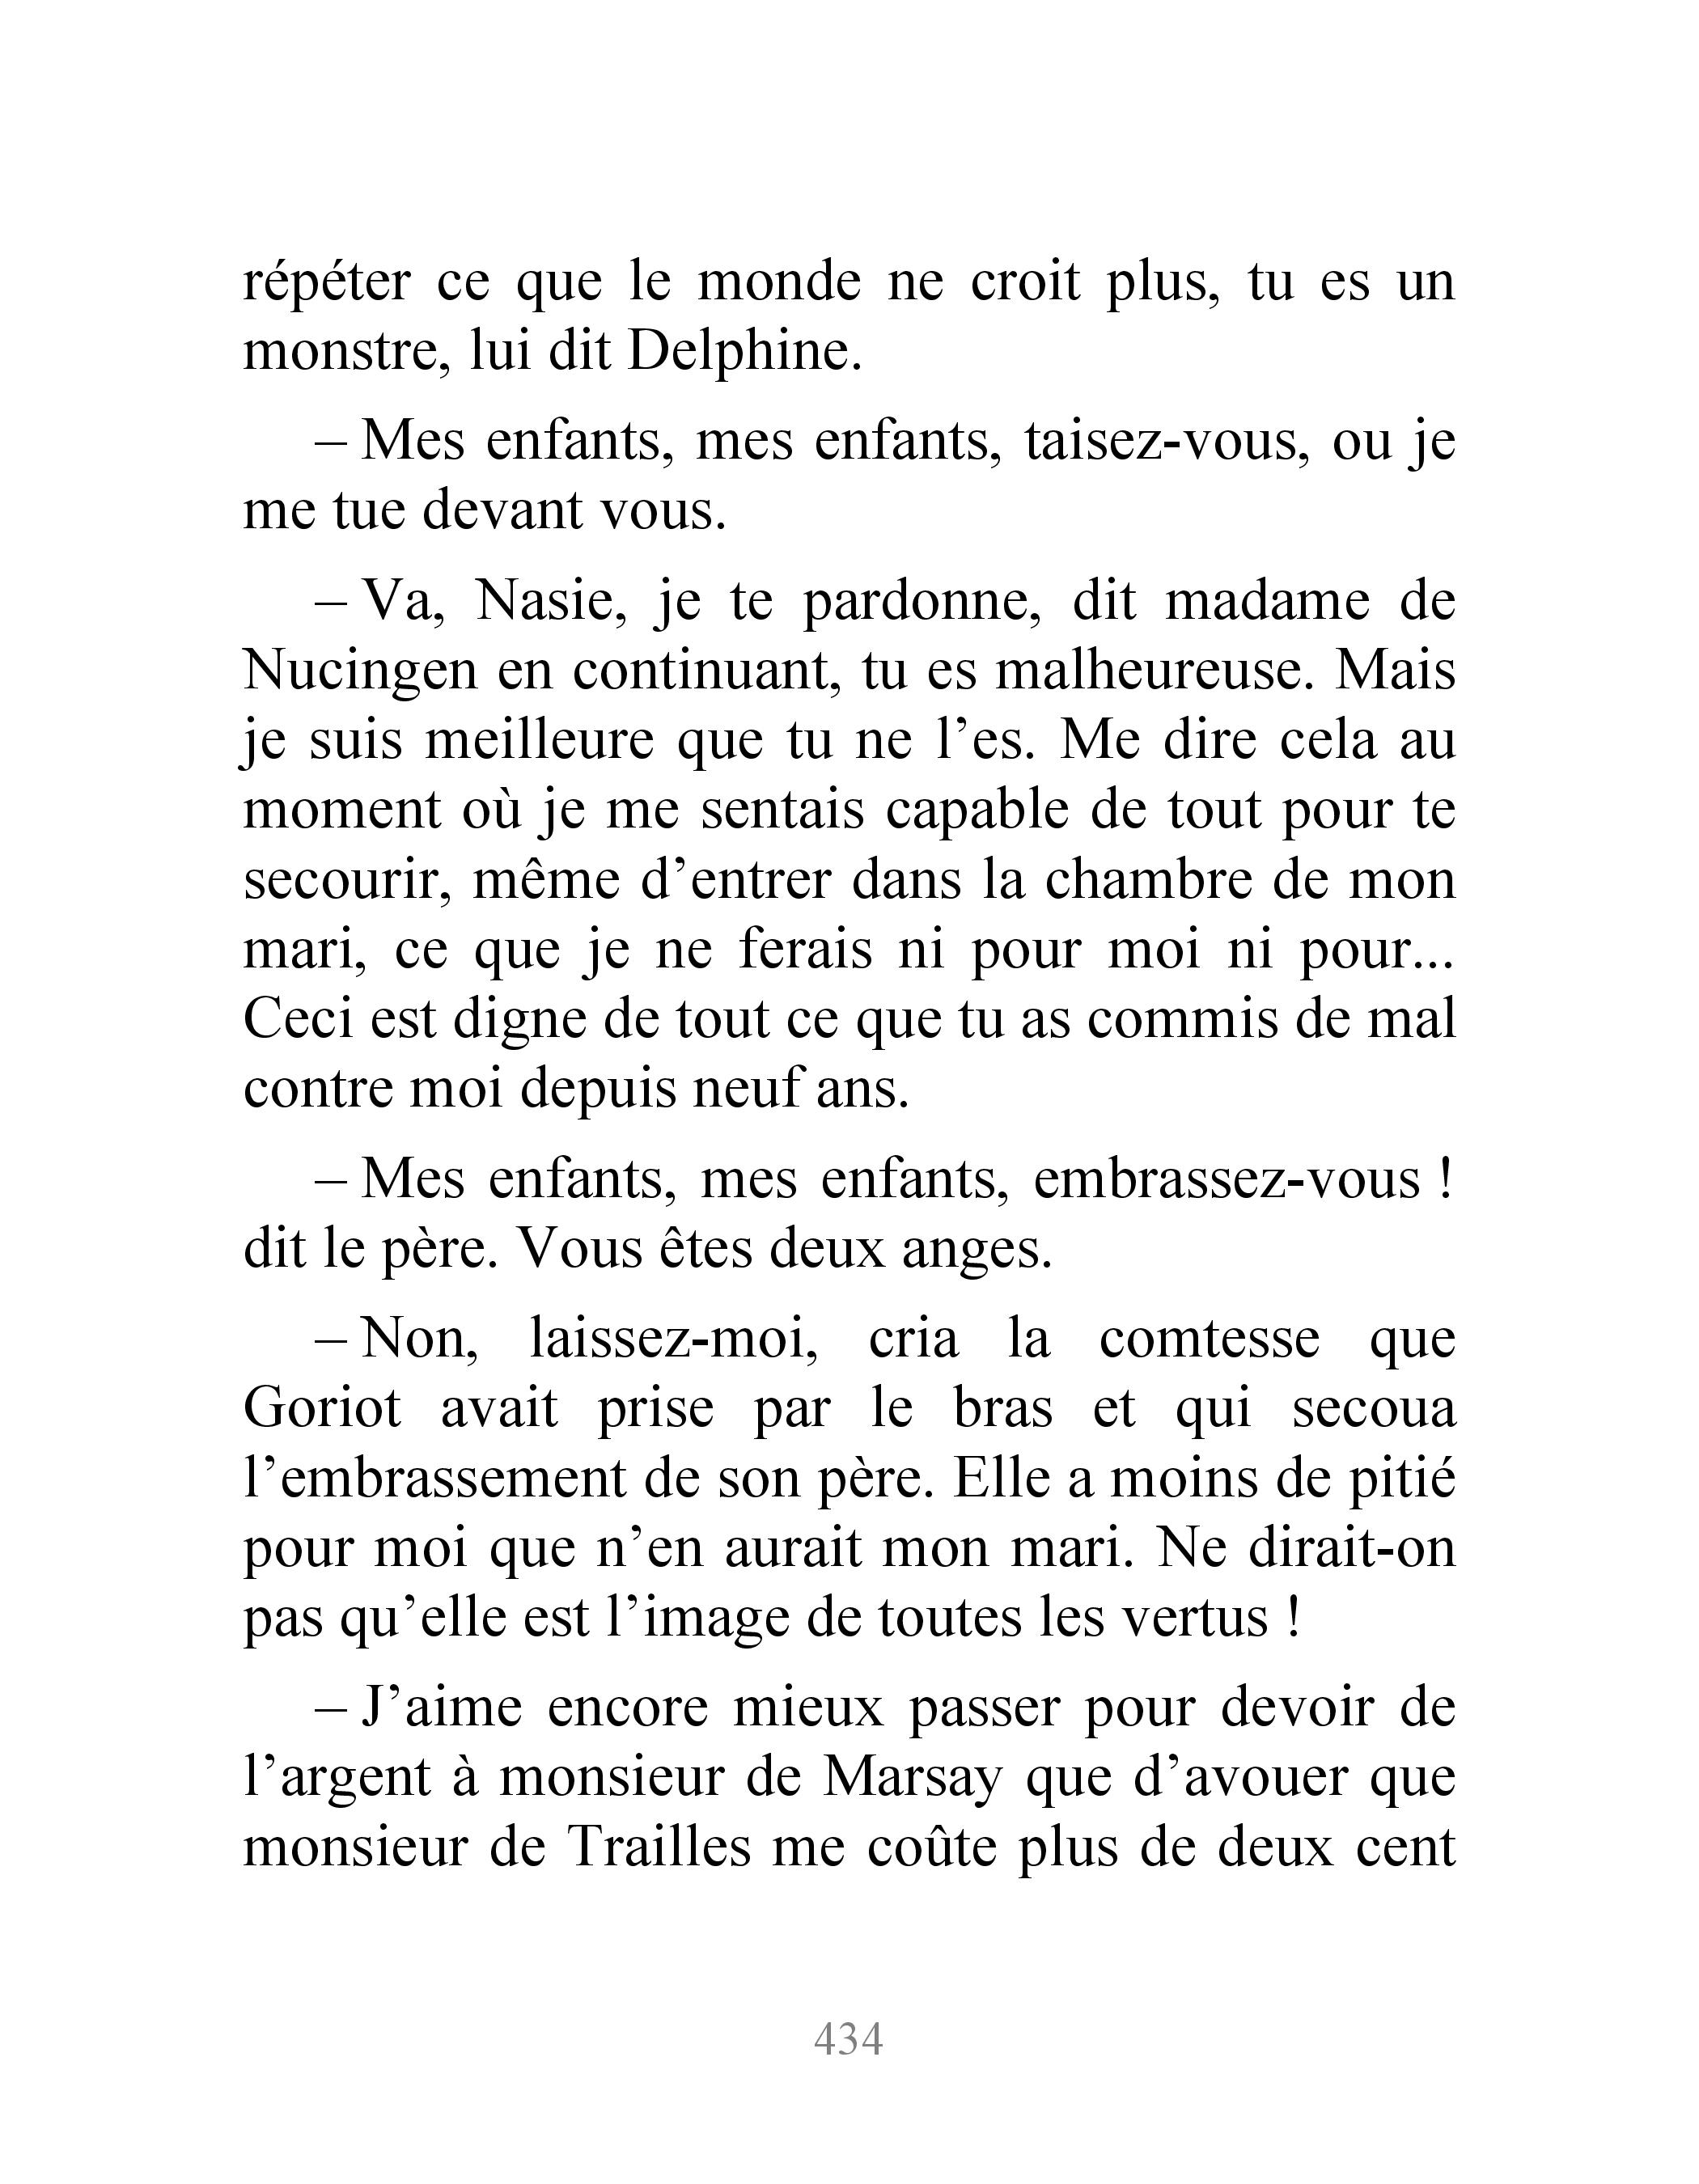 répéter ce que le monde ne croit plus, tu es un
monstre, lui dit Delphine.
– Mes enfants, mes enfants, taisez-vous, ou je
me tue devant vous.
– Va, Nasie, je te pardonne, dit madame de
Nucingen en continuant, tu es malheureuse. Mais
je suis meilleure que tu ne l’es. Me dire cela au
moment où je me sentais capable de tout pour te
secourir, même d’entrer dans la chambre de mon
mari, ce que je ne ferais ni pour moi ni pour...
Ceci est digne de tout ce que tu as commis de mal
contre moi depuis neuf ans.
– Mes enfants, mes enfants, embrassez-vous !
dit le père. Vous êtes deux anges.
– Non, laissez-moi, cria la comtesse que
Goriot avait prise par le bras et qui secoua
l’embrassement de son père. Elle a moins de pitié
pour moi que n’en aurait mon mari. Ne dirait-on
pas qu’elle est l’image de toutes les vertus !
– J’aime encore mieux passer pour devoir de
l’argent à monsieur de Marsay que d’avouer que
monsieur de Trailles me coûte plus de deux cent
434